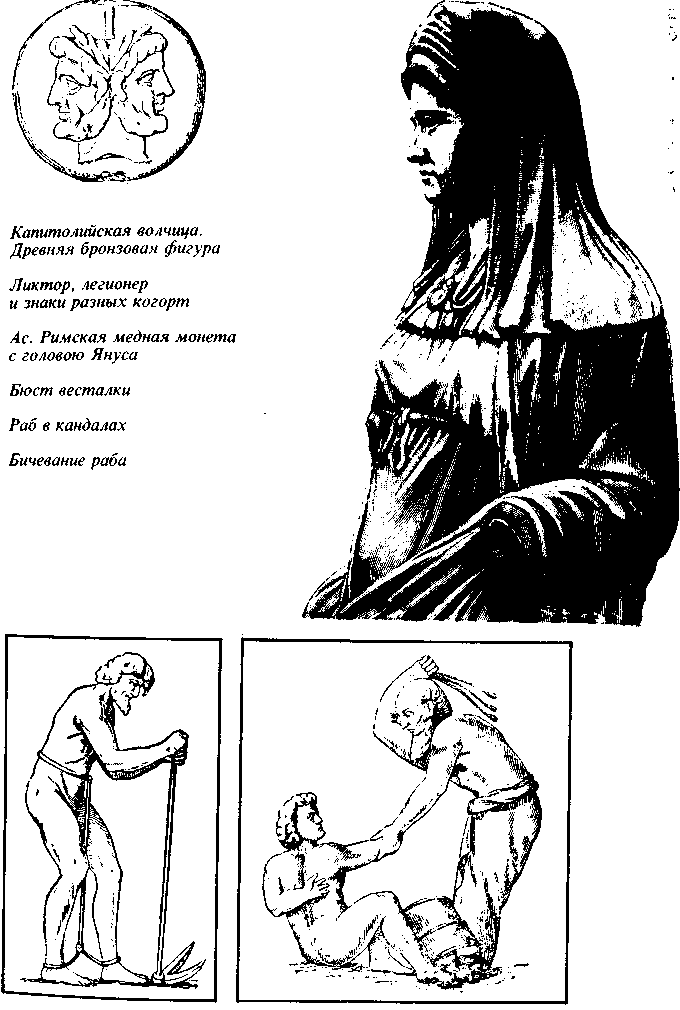 Капитолийская волчица.
Древняя бронзовая фигура
Ликтор, легионер
и знаки разных когорт
Ас. Римская медная монета
с головою Януса
Бюст весталки
Раб в кандалах
Бичевание раба